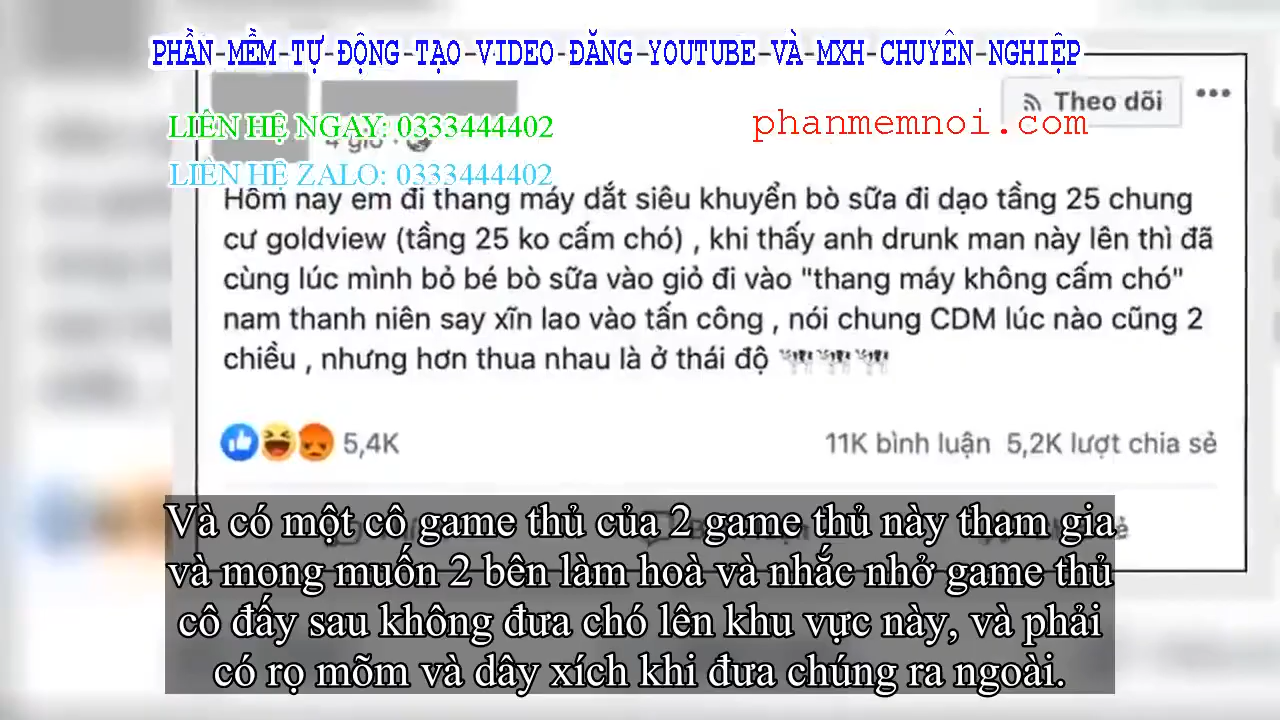 PHẦN MỀM TỰ ĐỘNG TẠO VIDEO ĐĂNG YOUTUBE VÀ MXH CHUYÊN NGHIỆP
LIÊN HỆ NGAY: 0333444402
phanmemnoi.com
Theo dõi
4 giờ
LIÊN HỆ ZALO: 0333444402
Hôm nay em đi thang máy dắt siêu khuyển bò sữa đi dạo tầng 25 chung
cư goldview (tầng 25 ko cấm chó) , khi thấy anh drunk man này lên thì đã
cùng lúc mình bỏ bé bò sữa vào giỏ đi vào "thang máy không cấm chó"
nam thanh niên say xĩn lao vào tấn công , nói chung CDM lúc nào cũng 2
chiều , nhưng hơn thua nhau là ở thái độ
5,4K
11K bình luận 5,2K lượt chia sẻ
Và có một cô game thủ của 2 game thủ này tham gia
và mong muốn 2 bên làm hoà và nhắc nhở game thủ
cô đấy sau không đưa chó lên khu vực này, và phải
có rọ mõm và dây xích khi đưa chúng ra ngoài.